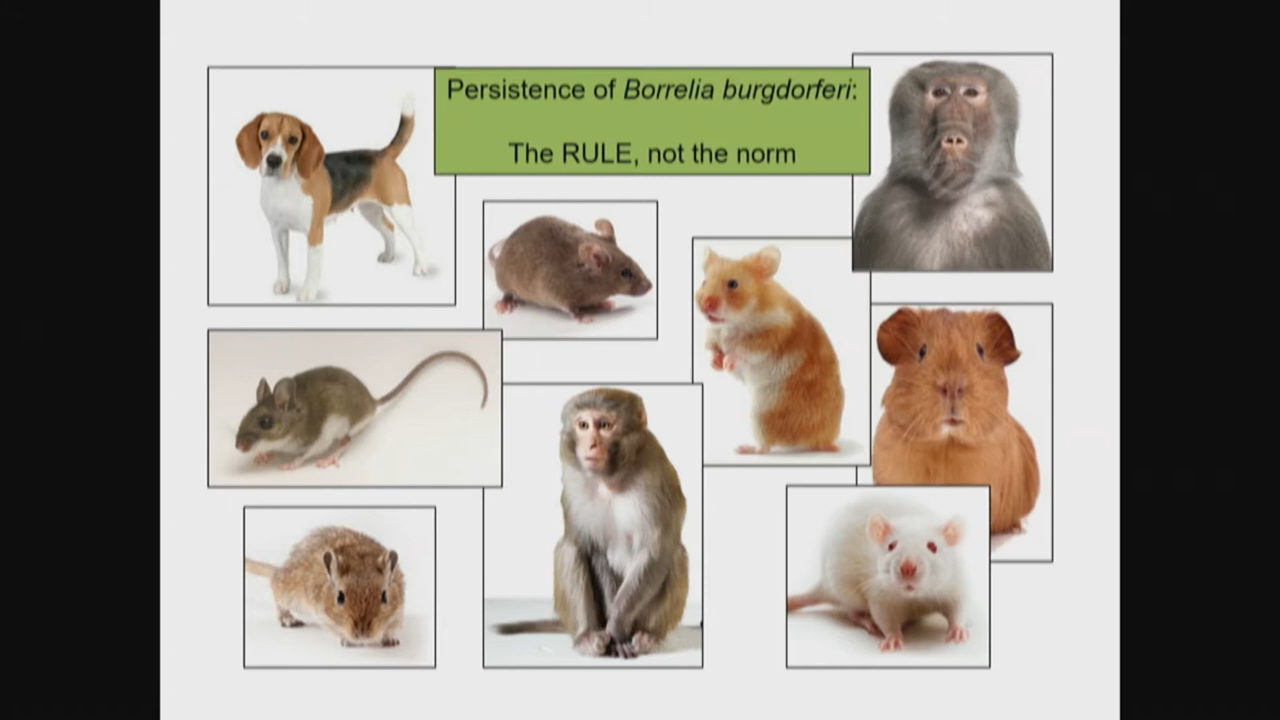 Persistence of Borrelia burgdorferi:
The RULE, not the norm